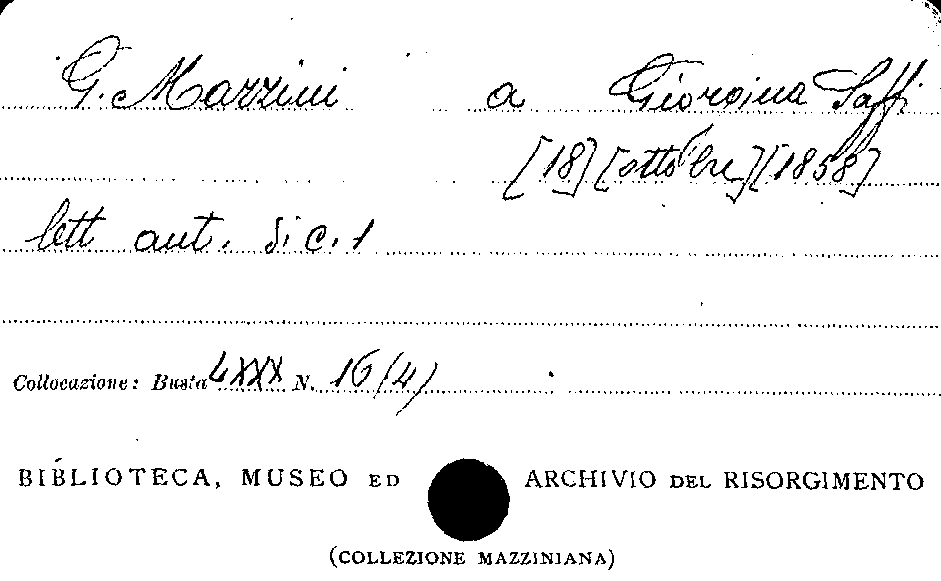 G. Mazzini a Giorgina Saffi
[18] [ottobre] [1858]
lett aut. di c. 1
Collocazione: Busta LXXX N. 16 (4)
BIBLIOTECA, MUSEO ED ARCHIVIO DEL RISORGIMENTO
(COLLEZIONE MAZZINIANA)